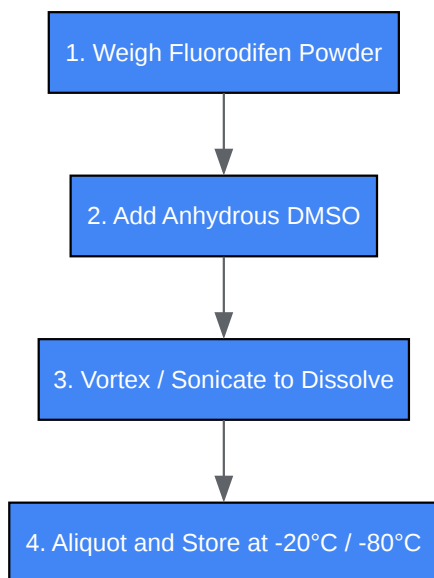 1. Weigh Fluorodifen Powder
2. Add Anhydrous DMSO
3. Vortex / Sonicate to Dissolve
4. Aliquot and Store at -20°C / -80°C